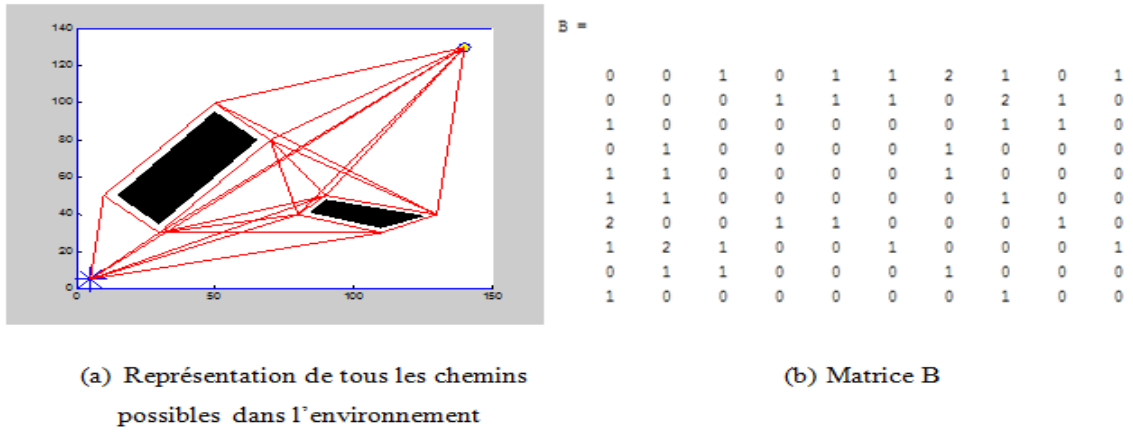 140
120
100
80
60
40
20
0
0
50
100
150
B =
0 0 1 0 1 1 2 1 0 1
0 0 0 1 1 1 0 2 1 0
1 0 0 0 0 0 0 1 1 0
0 1 0 0 0 0 1 0 0 0
1 1 0 0 0 0 1 0 0 0
1 1 0 0 0 0 0 1 0 0
2 0 0 1 1 0 0 0 1 0
1 2 1 0 0 1 0 0 0 1
0 1 1 0 0 0 1 0 0 0
1 0 0 0 0 0 0 1 0 0
(a) Représentation de tous les chemins
possibles dans l'environnement
(b) Matrice B